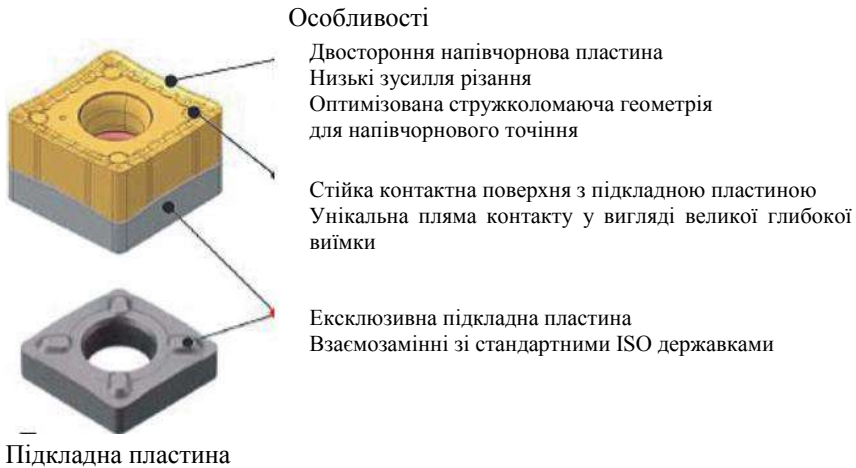 Особливості
Двостороння напівчорнова пластина
Низькі зусилля різання
Оптимізована стружколомаюча геометрія
для напівчорнового точіння
Стійка контактна поверхня з підкладною пластиною
Унікальна пляма контакту у вигляді великої глибокої
виїмки
Ексклюзивна підкладна пластина
Взаємозамінні зі стандартними ISO державками
Підкладна пластина